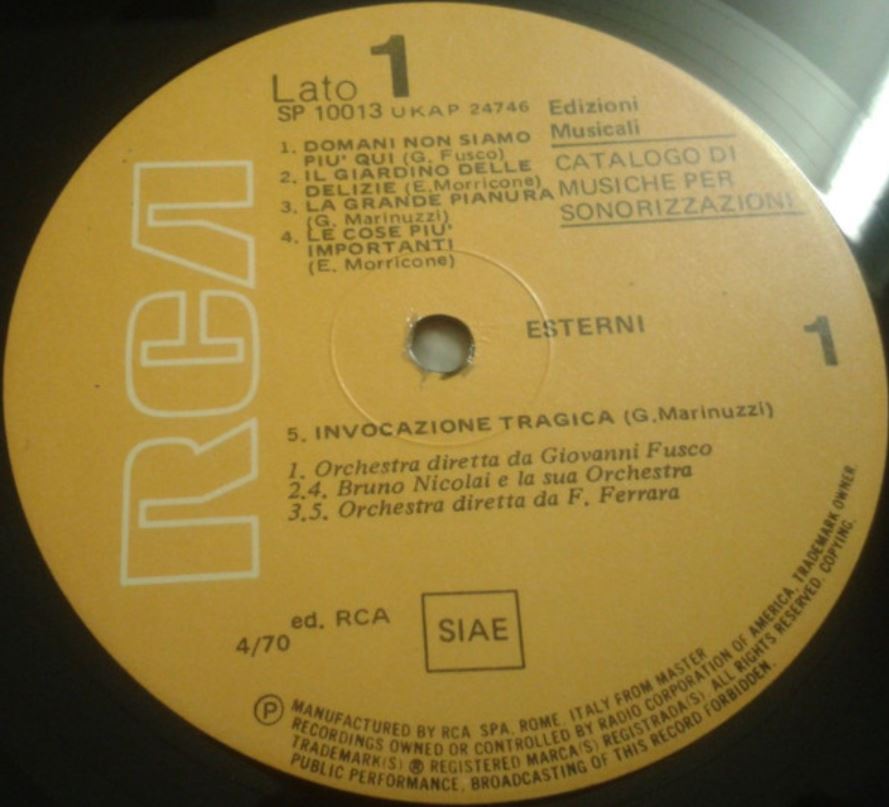 RCA
Lato 1
SP 10013 UKAP 24746
1. DOMANI NON SIAMO
PIU' QUI (G. Fusco)
2. IL GIARDINO DELLE
DELIZIE (E.Morricone)
3. LA GRANDE PIANURA
(G. Marinuzzi)
4. LE COSE PIU'
IMPORTANTI
(E. Morricone)
Edizioni
Musicali
CATALOGO DI
MUSICHE PER
SONORIZZAZIONI
ESTERNI
1
5. INVOCAZIONE TRAGICA (G.Marinuzzi)
1. Orchestra diretta da Giovanni Fusco
2.4. Bruno Nicolai e la sua Orchestra
3.5. Orchestra diretta da F. Ferrara
ed. RCA
4/70
SIAE
Ⓟ MANUFACTURED BY RCA SPA, ROME, ITALY FROM MASTER
RECORDINGS OWNED OR CONTROLLED BY RADIO CORPORATION OF AMERICA, TRADEMARK OWNER.
TRADEMARK(S) ® REGISTERED MARCA(S) REGISTRADA(S). ALL RIGHTS RESERVED. COPYING,
PUBLIC PERFORMANCE, BROADCASTING OF THIS RECORD FORBIDDEN.